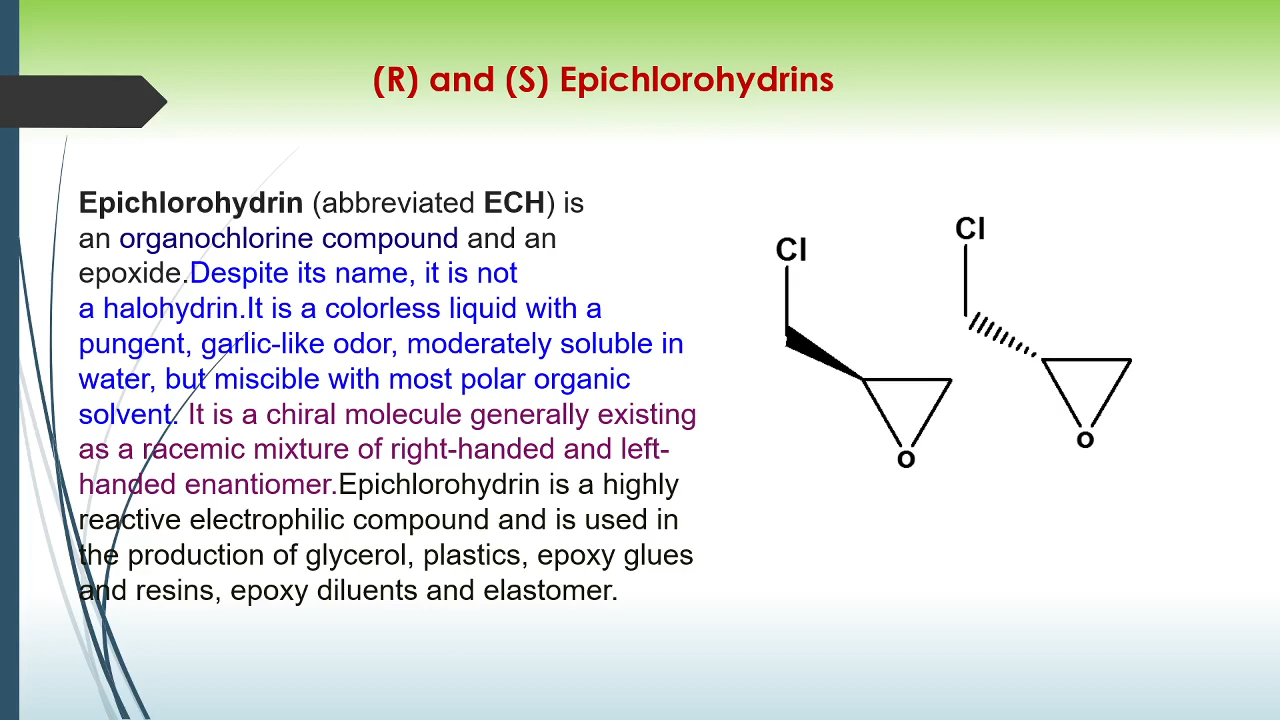 (R) and (S) Epichlorohydrins
Epichlorohydrin (abbreviated ECH) is
an organochlorine compound and an
epoxide.Despite its name, it is not
a halohydrin.It is a colorless liquid with a
pungent, garlic-like odor, moderately soluble in
water, but miscible with most polar organic
solvent. It is a chiral molecule generally existing
as a racemic mixture of right-handed and left-
handed enantiomer.Epichlorohydrin is a highly
reactive electrophilic compound and is used in
the production of glycerol, plastics, epoxy glues
and resins, epoxy diluents and elastomer.
Cl
O
Cl
O